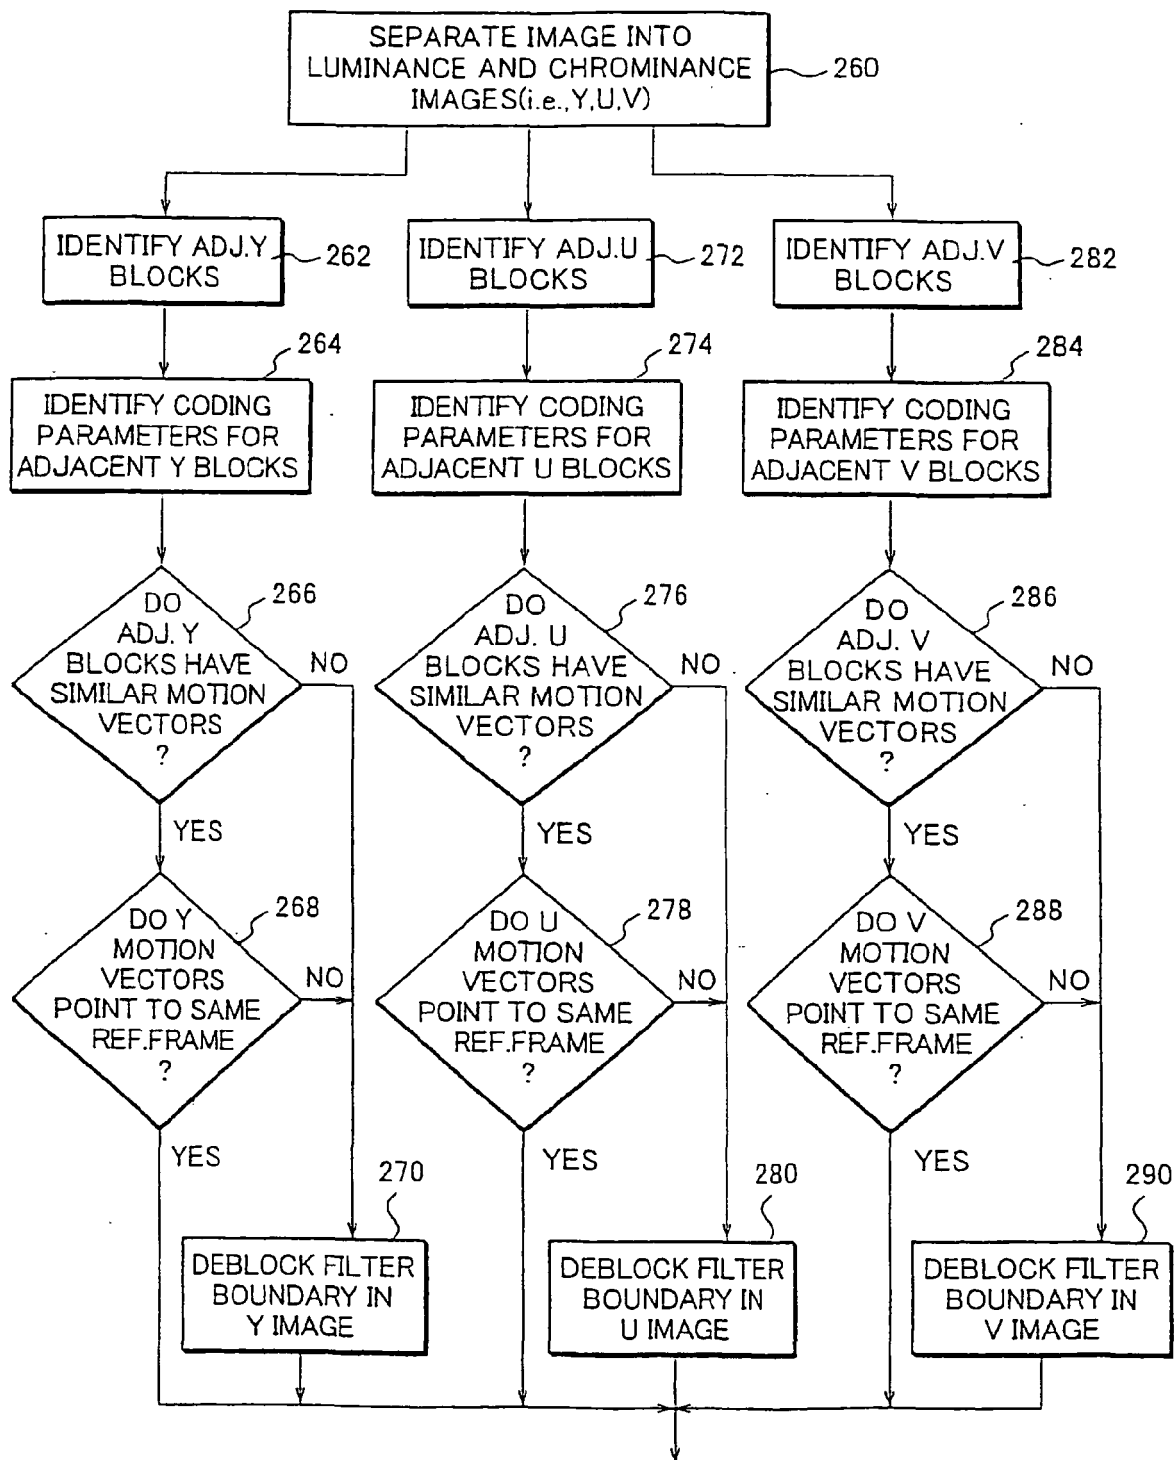 SEPARATE IMAGE INTO
LUMINANCE AND CHROMINANCE
IMAGES(i.e.,Y,U,V)
260
IDENTIFY ADJ.Y
BLOCKS
262
IDENTIFY ADJ.U
BLOCKS
272
IDENTIFY ADJ.V
BLOCKS
282
264
IDENTIFY CODING
PARAMETERS FOR
ADJACENT Y BLOCKS
274
IDENTIFY CODING
PARAMETERS FOR
ADJACENT U BLOCKS
284
IDENTIFY CODING
PARAMETERS FOR
ADJACENT V BLOCKS
266
DO
ADJ. Y
BLOCKS HAVE
SIMILAR MOTION
VECTORS
?
NO
YES
276
DO
ADJ. U
BLOCKS HAVE
SIMILAR MOTION
VECTORS
?
NO
YES
286
DO
ADJ. V
BLOCKS HAVE
SIMILAR MOTION
VECTORS
?
NO
YES
268
DO Y
MOTION
VECTORS
POINT TO SAME
REF.FRAME
?
NO
YES
278
DO U
MOTION
VECTORS
POINT TO SAME
REF.FRAME
?
NO
YES
288
DO V
MOTION
VECTORS
POINT TO SAME
REF.FRAME
?
NO
YES
270
DEBLOCK FILTER
BOUNDARY IN
Y IMAGE
280
DEBLOCK FILTER
BOUNDARY IN
U IMAGE
290
DEBLOCK FILTER
BOUNDARY IN
V IMAGE